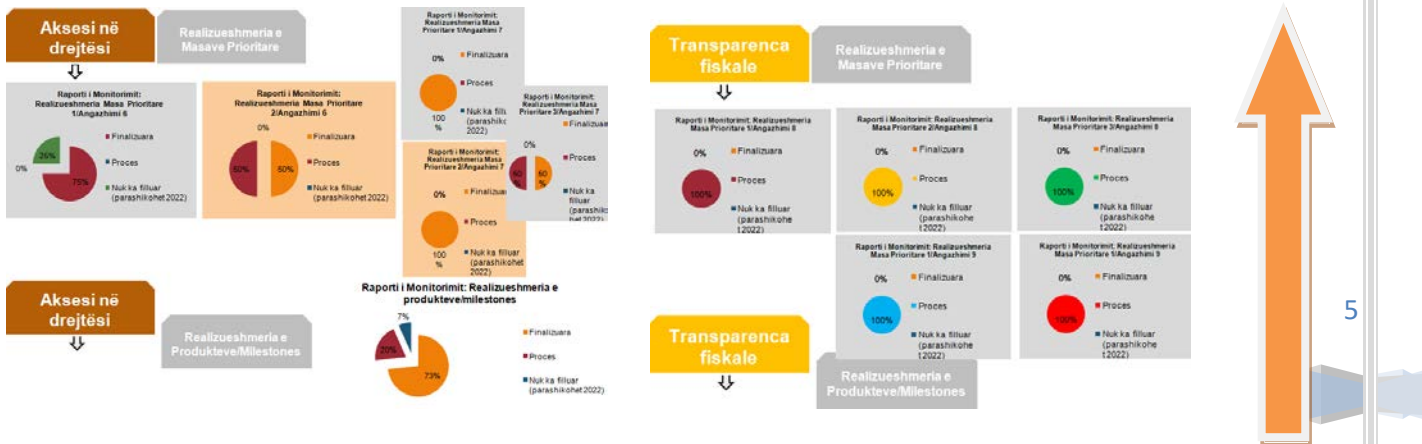 Aksesi në
drejtësi
Realizueshmeria e
Masave Prioritare
Raporti i Monitorimit:
Realizueshmeria Masa Prioritare
1/Angazhimi 6
0%
25%
75%
Finalizuara
Proces
Nuk ka filluar
(parashikohet 2022)
Raporti i Monitorimit:
Realizueshmeria Masa Prioritare
2/Angazhimi 6
0%
50%
50%
Finalizuara
Proces
Nuk ka filluar
(parashikohet 2022)
Raporti i Monitorimit:
Realizueshmeria Masa
Prioritare 1/Angazhimi 7
0%
100
%
Finalizuara
Proces
Nuk ka fillu
(parashikc
2022)
Raporti i Monitorimit:
Realizueshmeria Masa
Prioritare 2/Angazhimi 7
0%
100
%
Finalizua
Proces
Nuk ka filluar
(parashikohet
2022)
Raporti i Monitorimit:
Realizueshmeria Masa
Prioritare 3/Angazhimi 7
0%
50
%
50
%
Finalizuar
Proces
Nuk ka
filluar
(parashiko
het 2022)
Aksesi në
drejtësi
Realizueshmeria e
Produkteve/Milestones
Raporti i Monitorimit: Realizueshmeria e
produkteve/milestones
7%
20%
73%
Finalizuara
Proces
Nuk ka filluar
(parashikohet 2022)
Transparenca
fiskale
Realizueshmeria e
Masave Prioritare
Raporti i Monitorimit: Realizueshmeria
Masa Prioritare 1/Angazhimi 8
0%
100%
Finalizuara
Proces
Nuk ka filluar
(parashikohe
t 2022)
Raporti i Monitorimit: Realizueshmeria
Masa Prioritare 2/Angazhimi 8
0%
100%
Finalizuara
Proces
Nuk ka filluar
(parashikohe
t 2022)
Raporti i Monitorimit: Realizueshmeria
Masa Prioritare 3/Angazhimi 8
0%
100%
Finalizuara
Proces
Nuk ka filluar
(parashikohe
t 2022)
Raporti i Monitorimit: Realizueshmeria
Masa Prioritare 1/Angazhimi 9
0%
100%
Finalizuara
Proces
Nuk ka filluar
(parashikohe
t 2022)
Raporti i Monitorimit: Realizueshmeria
Masa Prioritare 1/Angazhimi 9
0%
100%
Finalizuara
Proces
Nuk ka filluar
(parashikohe
t 2022)
Transparenca
fiskale
Realizueshmeria e
Produkteve/Milestones
5